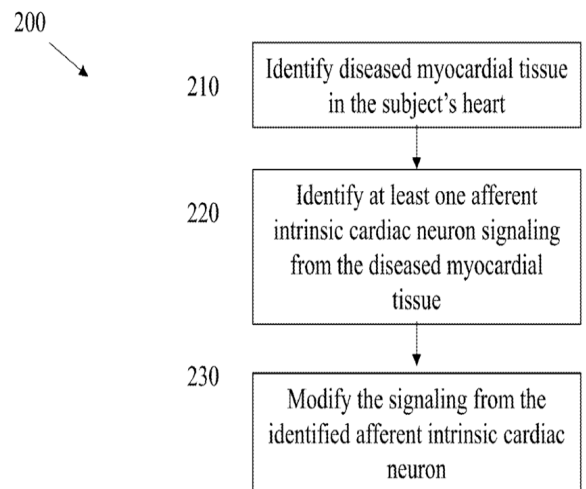 200
210
Identify diseased myocardial tissue
in the subject's heart
220
Identify at least one afferent
intrinsic cardiac neuron signaling
from the diseased myocardial
tissue
230
Modify the signaling from the
identified afferent intrinsic cardiac
neuron